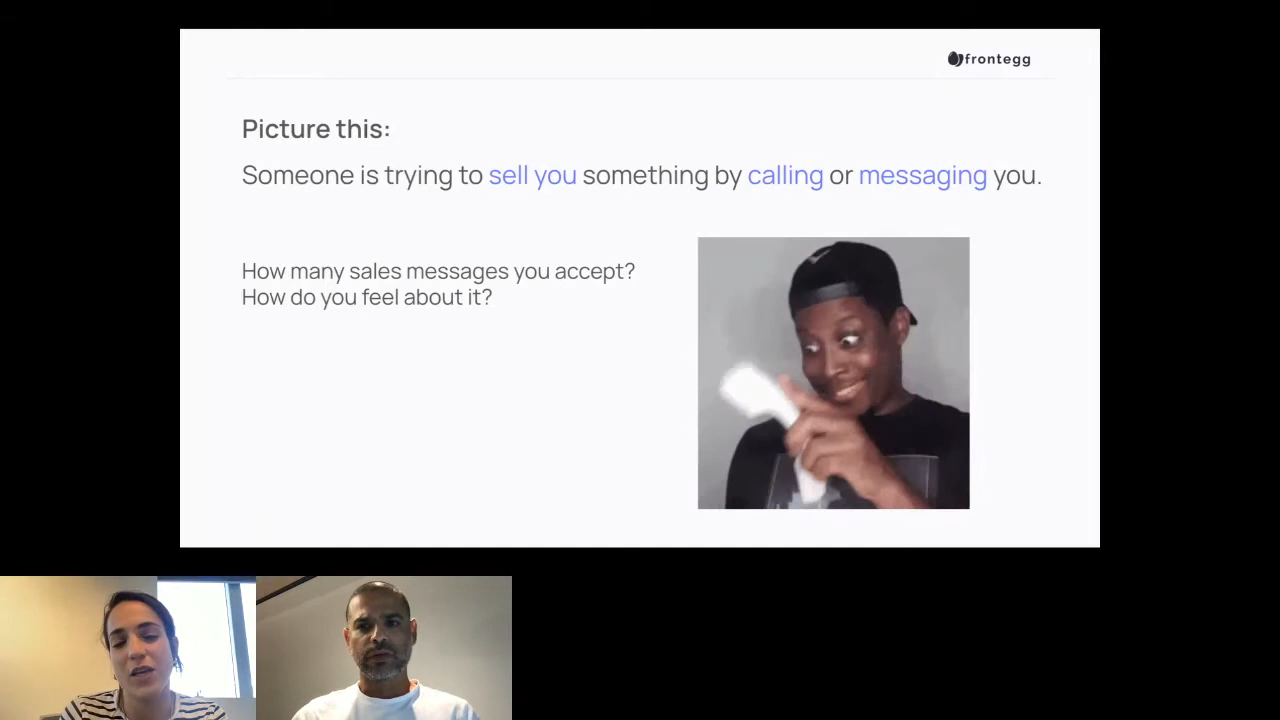 frontegg
Picture this:
Someone is trying to sell you something by calling or messaging you.
How many sales messages you accept?
How do you feel about it?